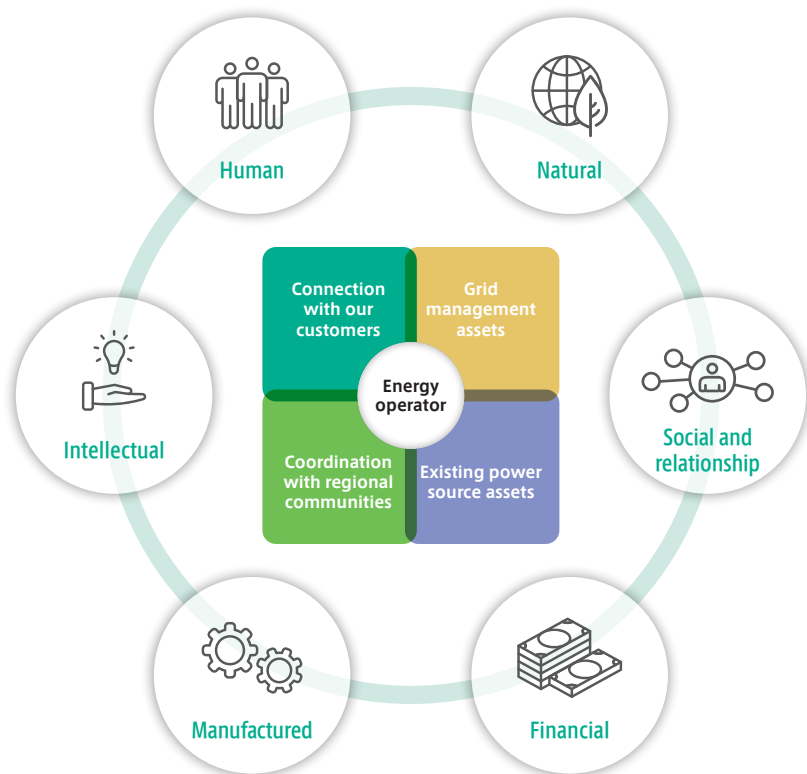 Human
Natural
Connection
with our
customers
Grid
management
assets
Energy
operator
Intellectual
Social and
relationship
Coordination
with regional
communities
Existing power
source assets
Manufactured
Financial